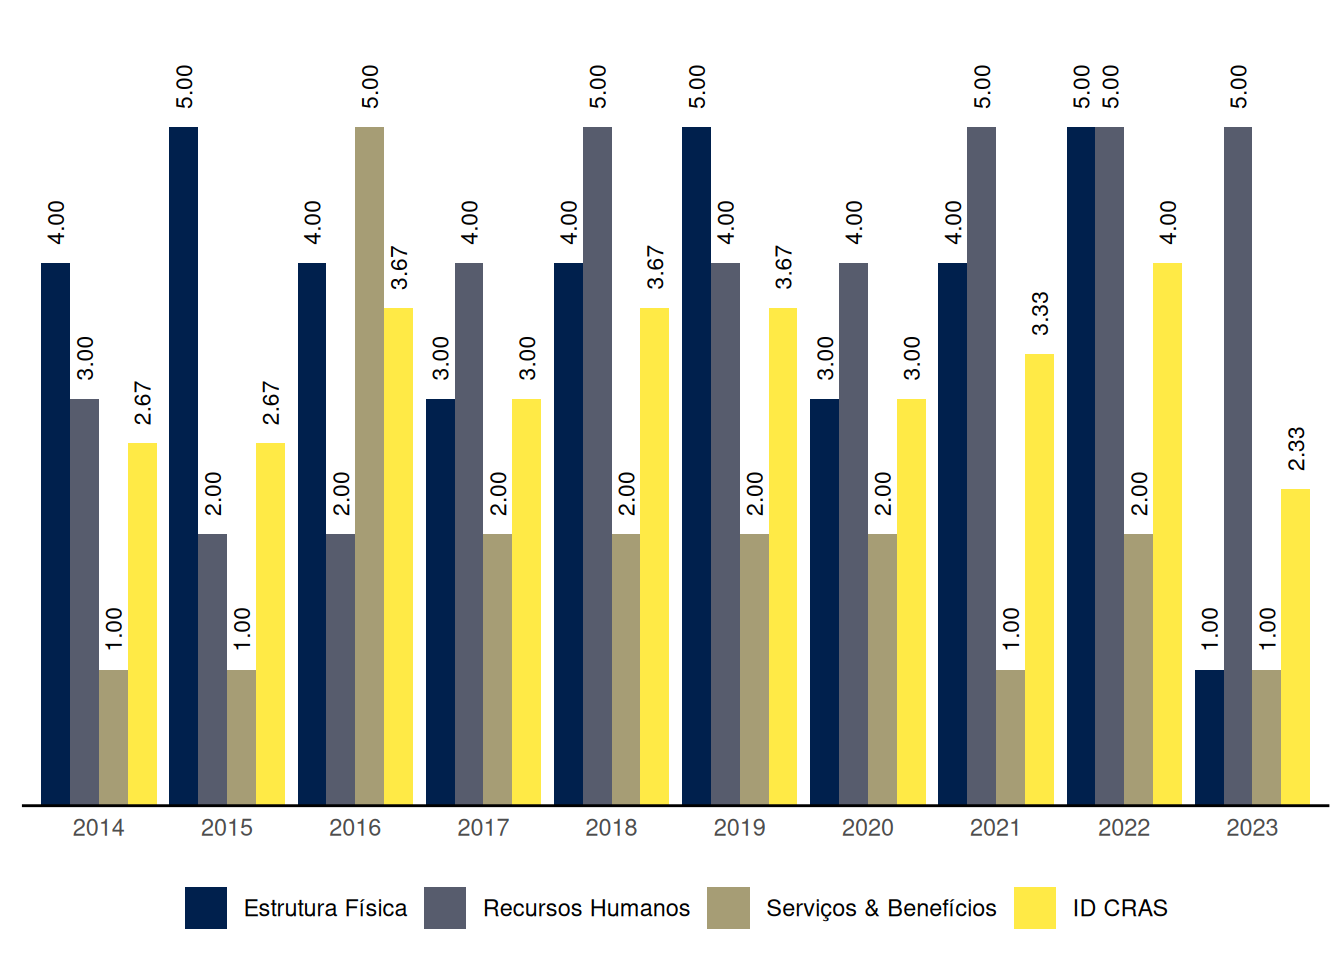 4.00 3.00 1.00 2.67
5.00 2.00 1.00 2.67
4.00 2.00 5.00 3.67
3.00 4.00 2.00 3.00
4.00 5.00 2.00 3.67
5.00 4.00 2.00 3.67
3.00 4.00 2.00 3.00
4.00 5.00 1.00 3.33
5.00 5.00 2.00 4.00
1.00 5.00 1.00 2.33
2014 2015 2016 2017 2018 2019 2020 2021 2022 2023
Estrutura Física Recursos Humanos Serviços & Benefícios ID CRAS